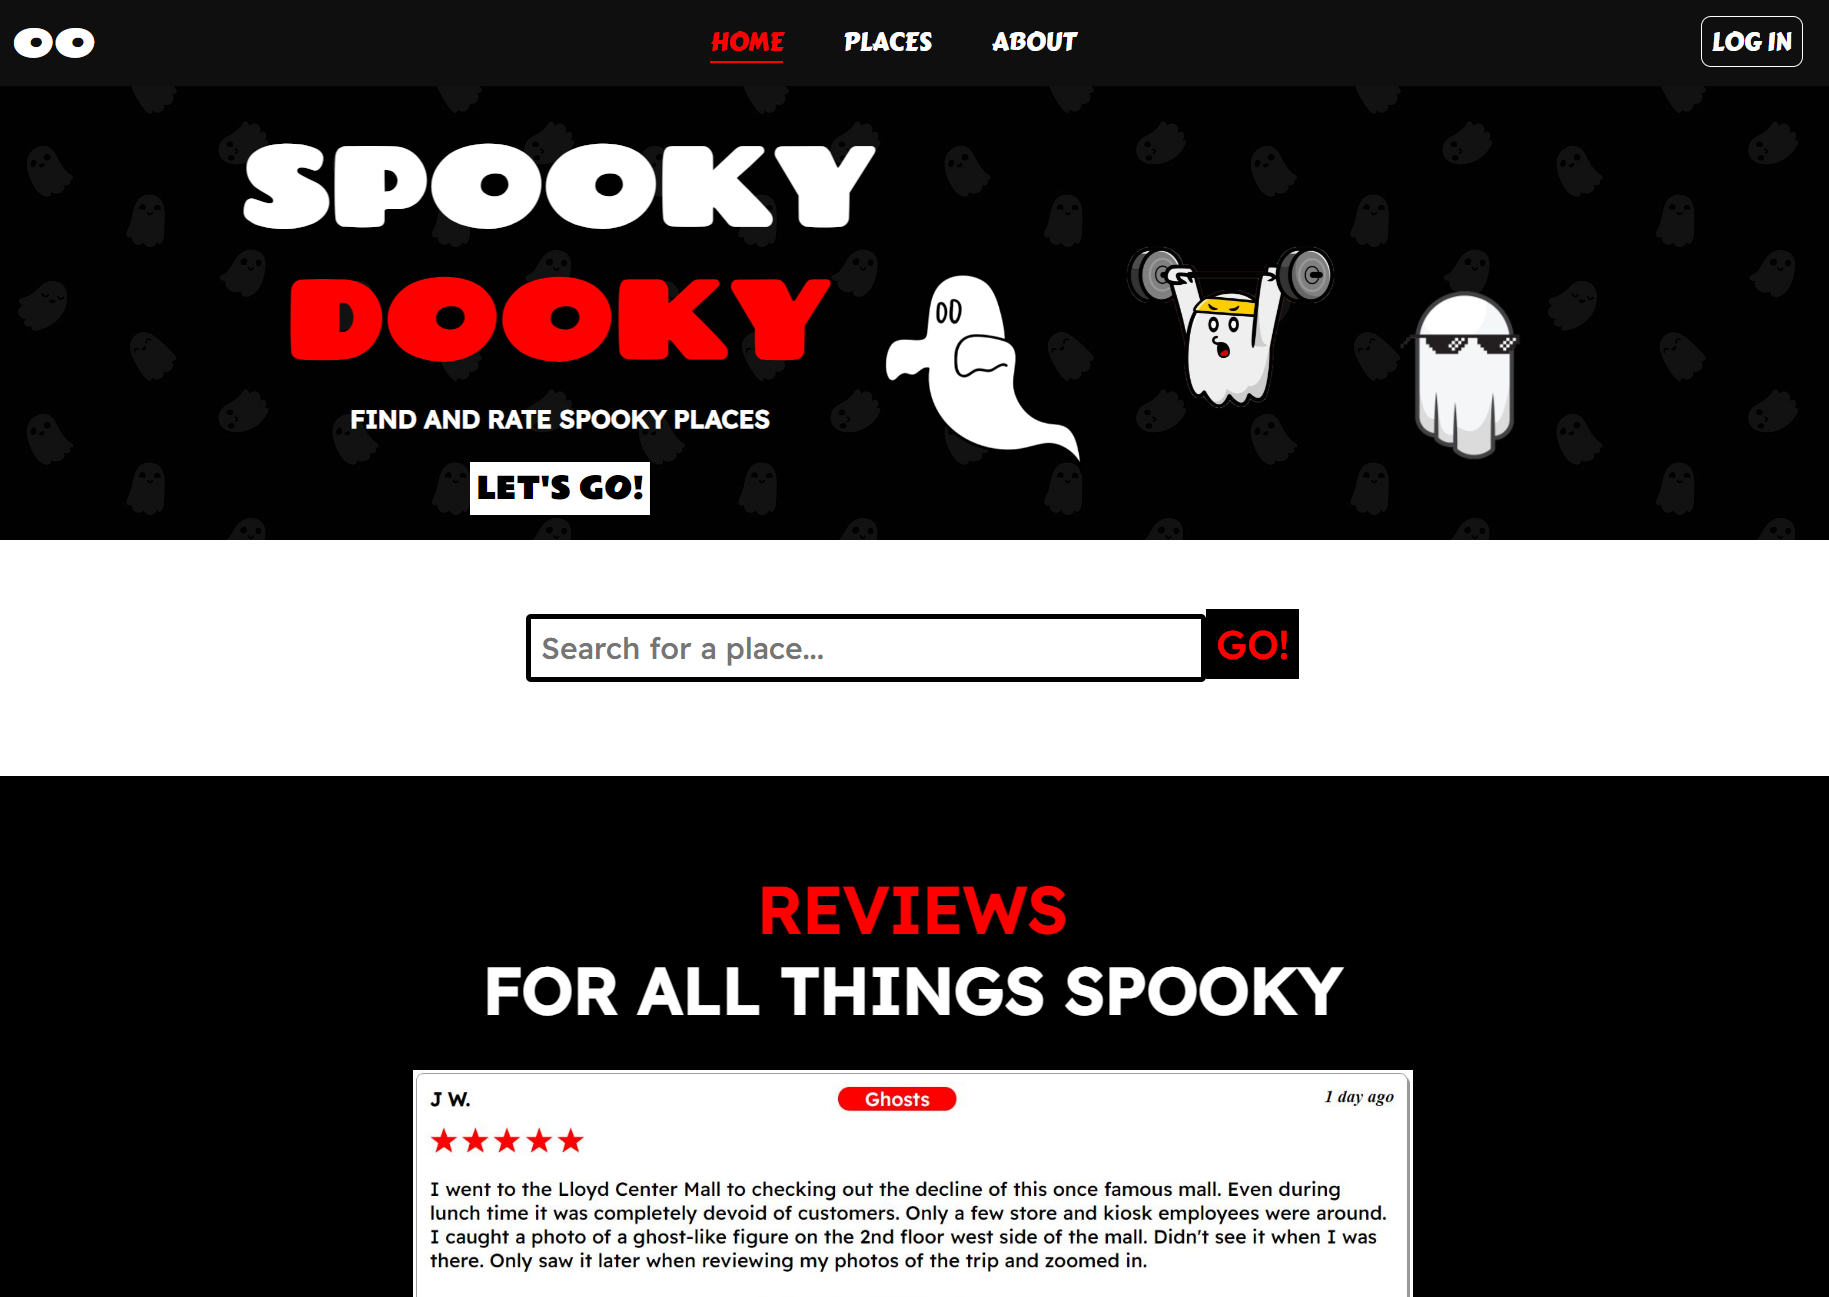 OO
HOME PLACES ABOUT
LOG IN
SPOOKY
DOOKY
FIND AND RATE SPOOKY PLACES
LET'S GO!
Search for a place...
GO!
REVIEWS
FOR ALL THINGS SPOOKY
J W.
Ghosts
1 day ago
I went to the Lloyd Center Mall to checking out the decline of this once famous mall. Even during
lunch time it was completely devoid of customers. Only a few store and kiosk employees were around.
I caught a photo of a ghost-like figure on the 2nd floor west side of the mall. Didn't see it when I was
there. Only saw it later when reviewing my photos of the trip and zoomed in.